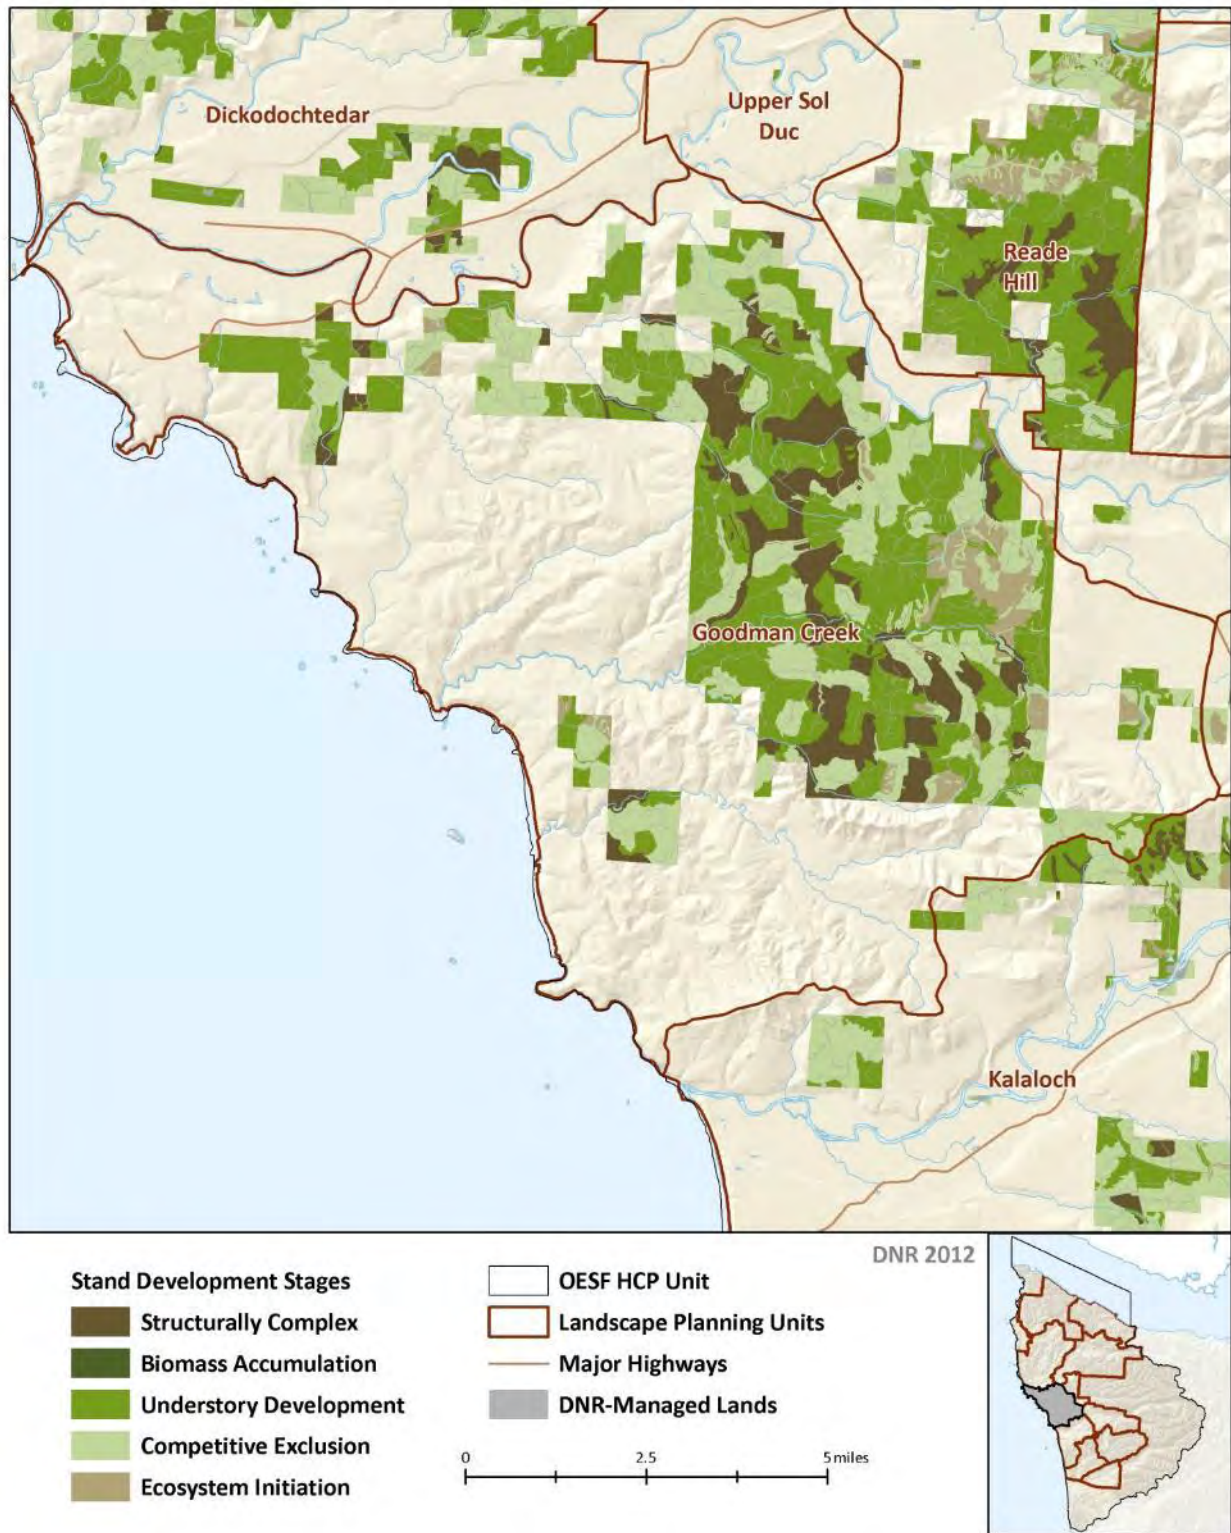 Dickodochtedar
Upper Sol
Duc
Reade
Hill
Goodman Creek
Kalaloch
DNR 2012
Stand Development Stages
Structurally Complex
Biomass Accumulation
Understory Development
Competitive Exclusion
Ecosystem Initiation
OESF HCP Unit
Landscape Planning Units
Major Highways
DNR-Managed Lands
0 2.5 5 miles